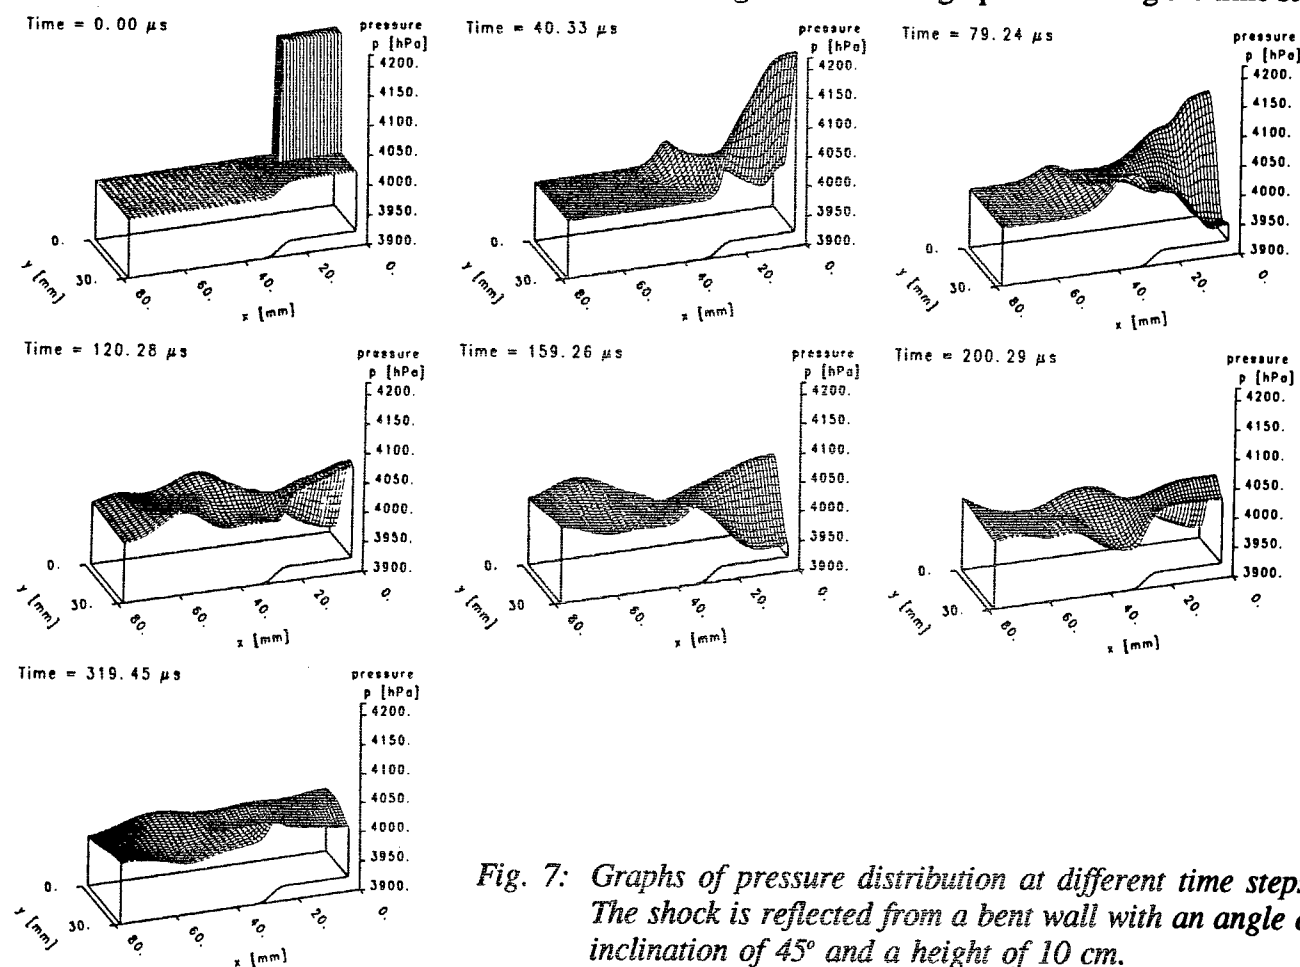 Time = 0.00 μs
pressure
p [hPa]
4200.
4150.
4100.
4050.
4000.
3950.
3900.
0.
30.
y [mm]
80.
60.
40.
20.
0.
x [mm]
Time = 40.33 μs
pressure
p [hPa]
4200.
4150.
4100.
4050.
4000.
3950.
3900.
0.
30.
y [mm]
80.
60.
40.
20.
0.
x [mm]
Time = 79.24 μs
pressure
p [hPa]
4200.
4150.
4100.
4050.
4000.
3950.
3900.
0.
30.
y [mm]
80.
60.
40.
20.
0.
x [mm]
Time = 120.28 μs
pressure
p [hPa]
4200.
4150.
4100.
4050.
4000.
3950.
3900.
0.
30.
y [mm]
80.
60.
40.
20.
0.
x [mm]
Time = 159.26 μs
pressure
p [hPa]
4200.
4150.
4100.
4050.
4000.
3950.
3900.
0.
30.
y [mm]
80.
60.
40.
20.
0.
x [mm]
Time = 200.29 μs
pressure
p [hPa]
4200.
4150.
4100.
4050.
4000.
3950.
3900.
0.
30.
y [mm]
80.
60.
40.
20.
0.
x [mm]
Time = 319.45 μs
pressure
p [hPa]
4200.
4150.
4100.
4050.
4000.
3950.
3900.
0.
30.
y [mm]
80.
60.
40.
20.
0.
x [mm]
Fig. 7: Graphs of pressure distribution at different time steps.
The shock is reflected from a bent wall with an angle
inclination of 45° and a height of 10 cm.